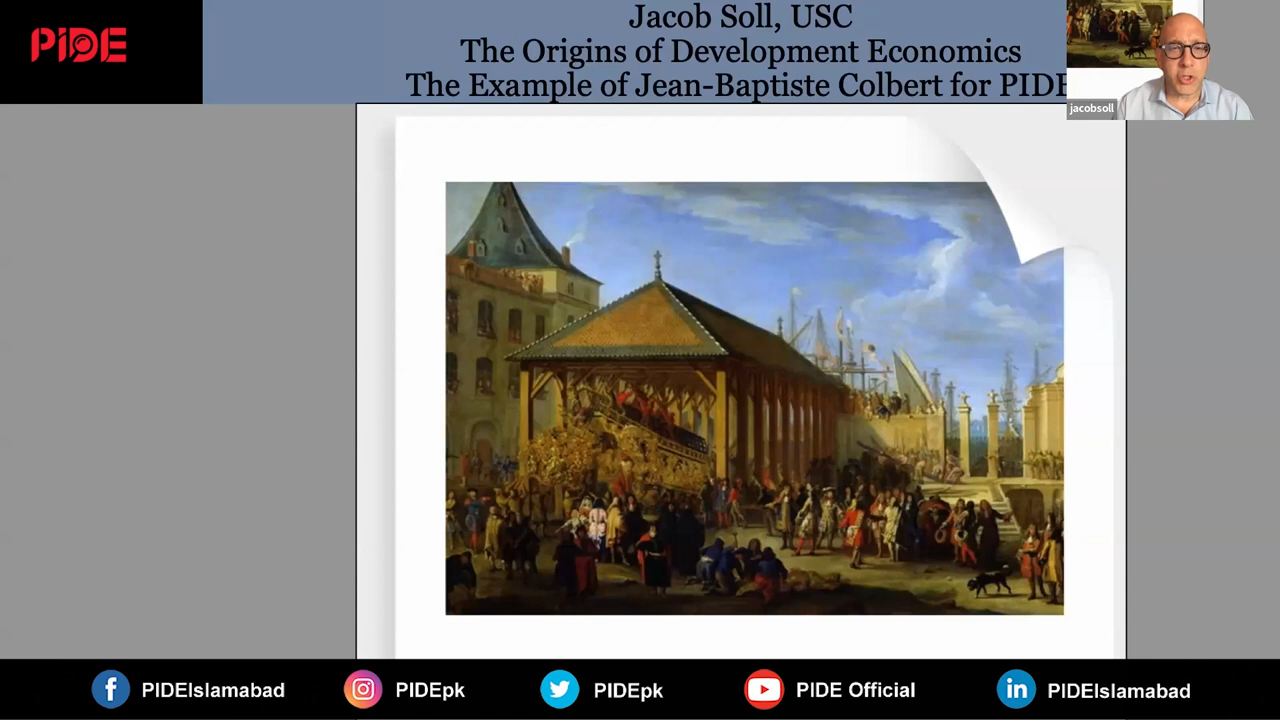 PIDE
Jacob Soll, USC
The Origins of Development Economics
The Example of Jean-Baptiste Colbert for PIDE
jacobsoll
PIDEIslamabad
PIDEpk
PIDEpk
PIDE Official
PIDEIslamabad